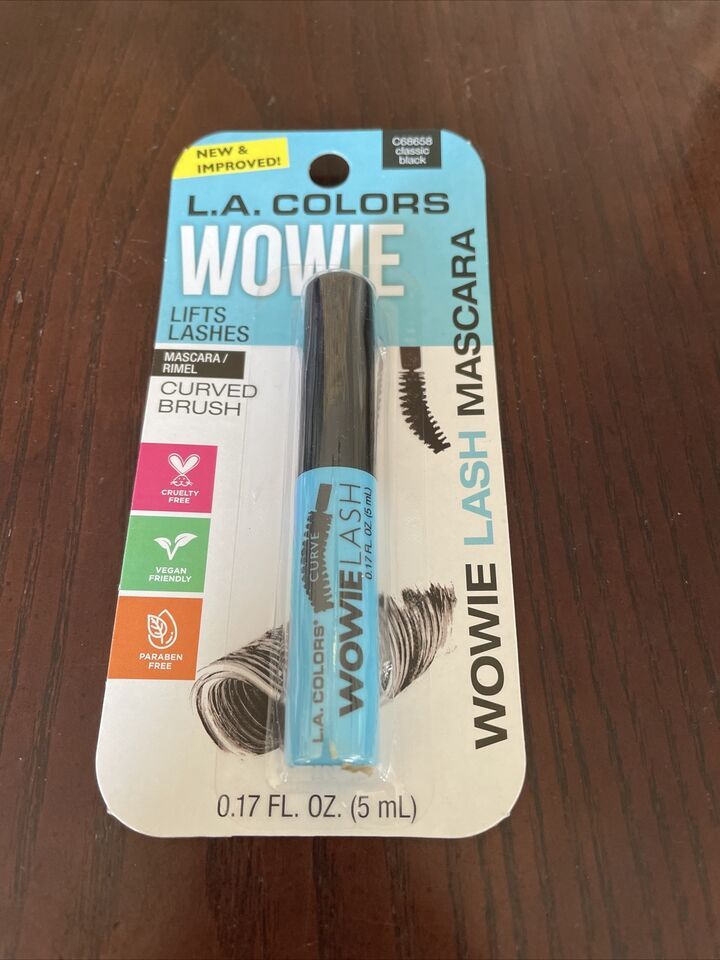 NEW &
IMPROVED!
C68658
classic
black
L.A. COLORS
WOWIE
LIFTS
LASHES
MASCARA /
RIMEL
CURVED
BRUSH
CRUELTY
FREE
VEGAN
FRIENDLY
PARABEN
FREE
WOWIE LASH MASCARA
CURVE
L.A. COLORS®
WOWIE LASH
0.17 FL. OZ. (5 mL)
0.17 FL. OZ. (5 mL)